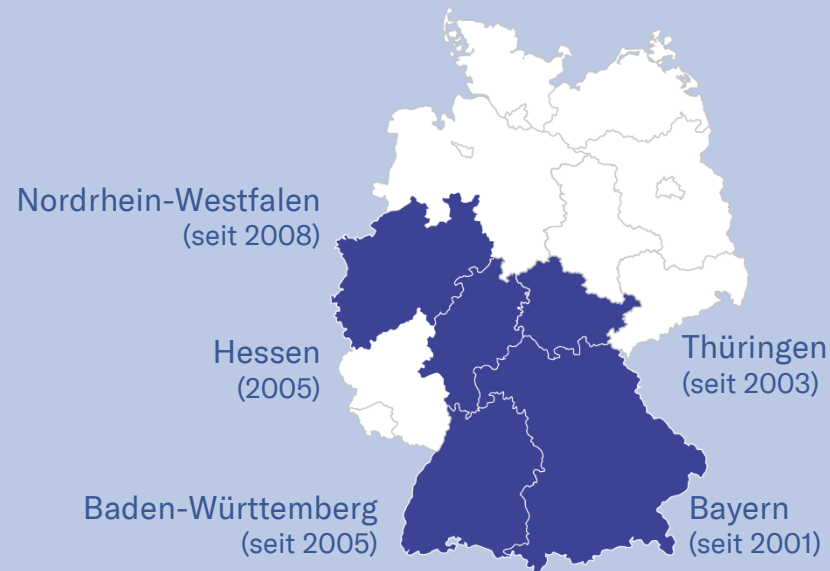 Nordrhein-Westfalen
(seit 2008)
Hessen
(2005)
Thüringen
(seit 2003)
Baden-Württemberg
(seit 2005)
Bayern
(seit 2001)